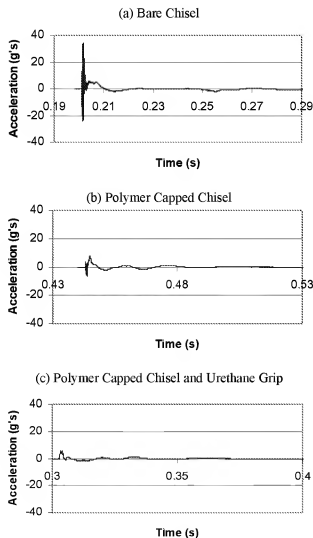 (a) Bare Chisel
Acceleration (g's)
40
20
0
-20
-40
0.19 0.21 0.23 0.25 0.27 0.29
Time (s)
(b) Polymer Capped Chisel
Acceleration (g's)
40
20
0
-20
-40
0.43 0.48 0.53
Time (s)
(c) Polymer Capped Chisel and Urethane Grip
Acceleration (g's)
40
20
0
-20
-40
0.3 0.35 0.4
Time (s)